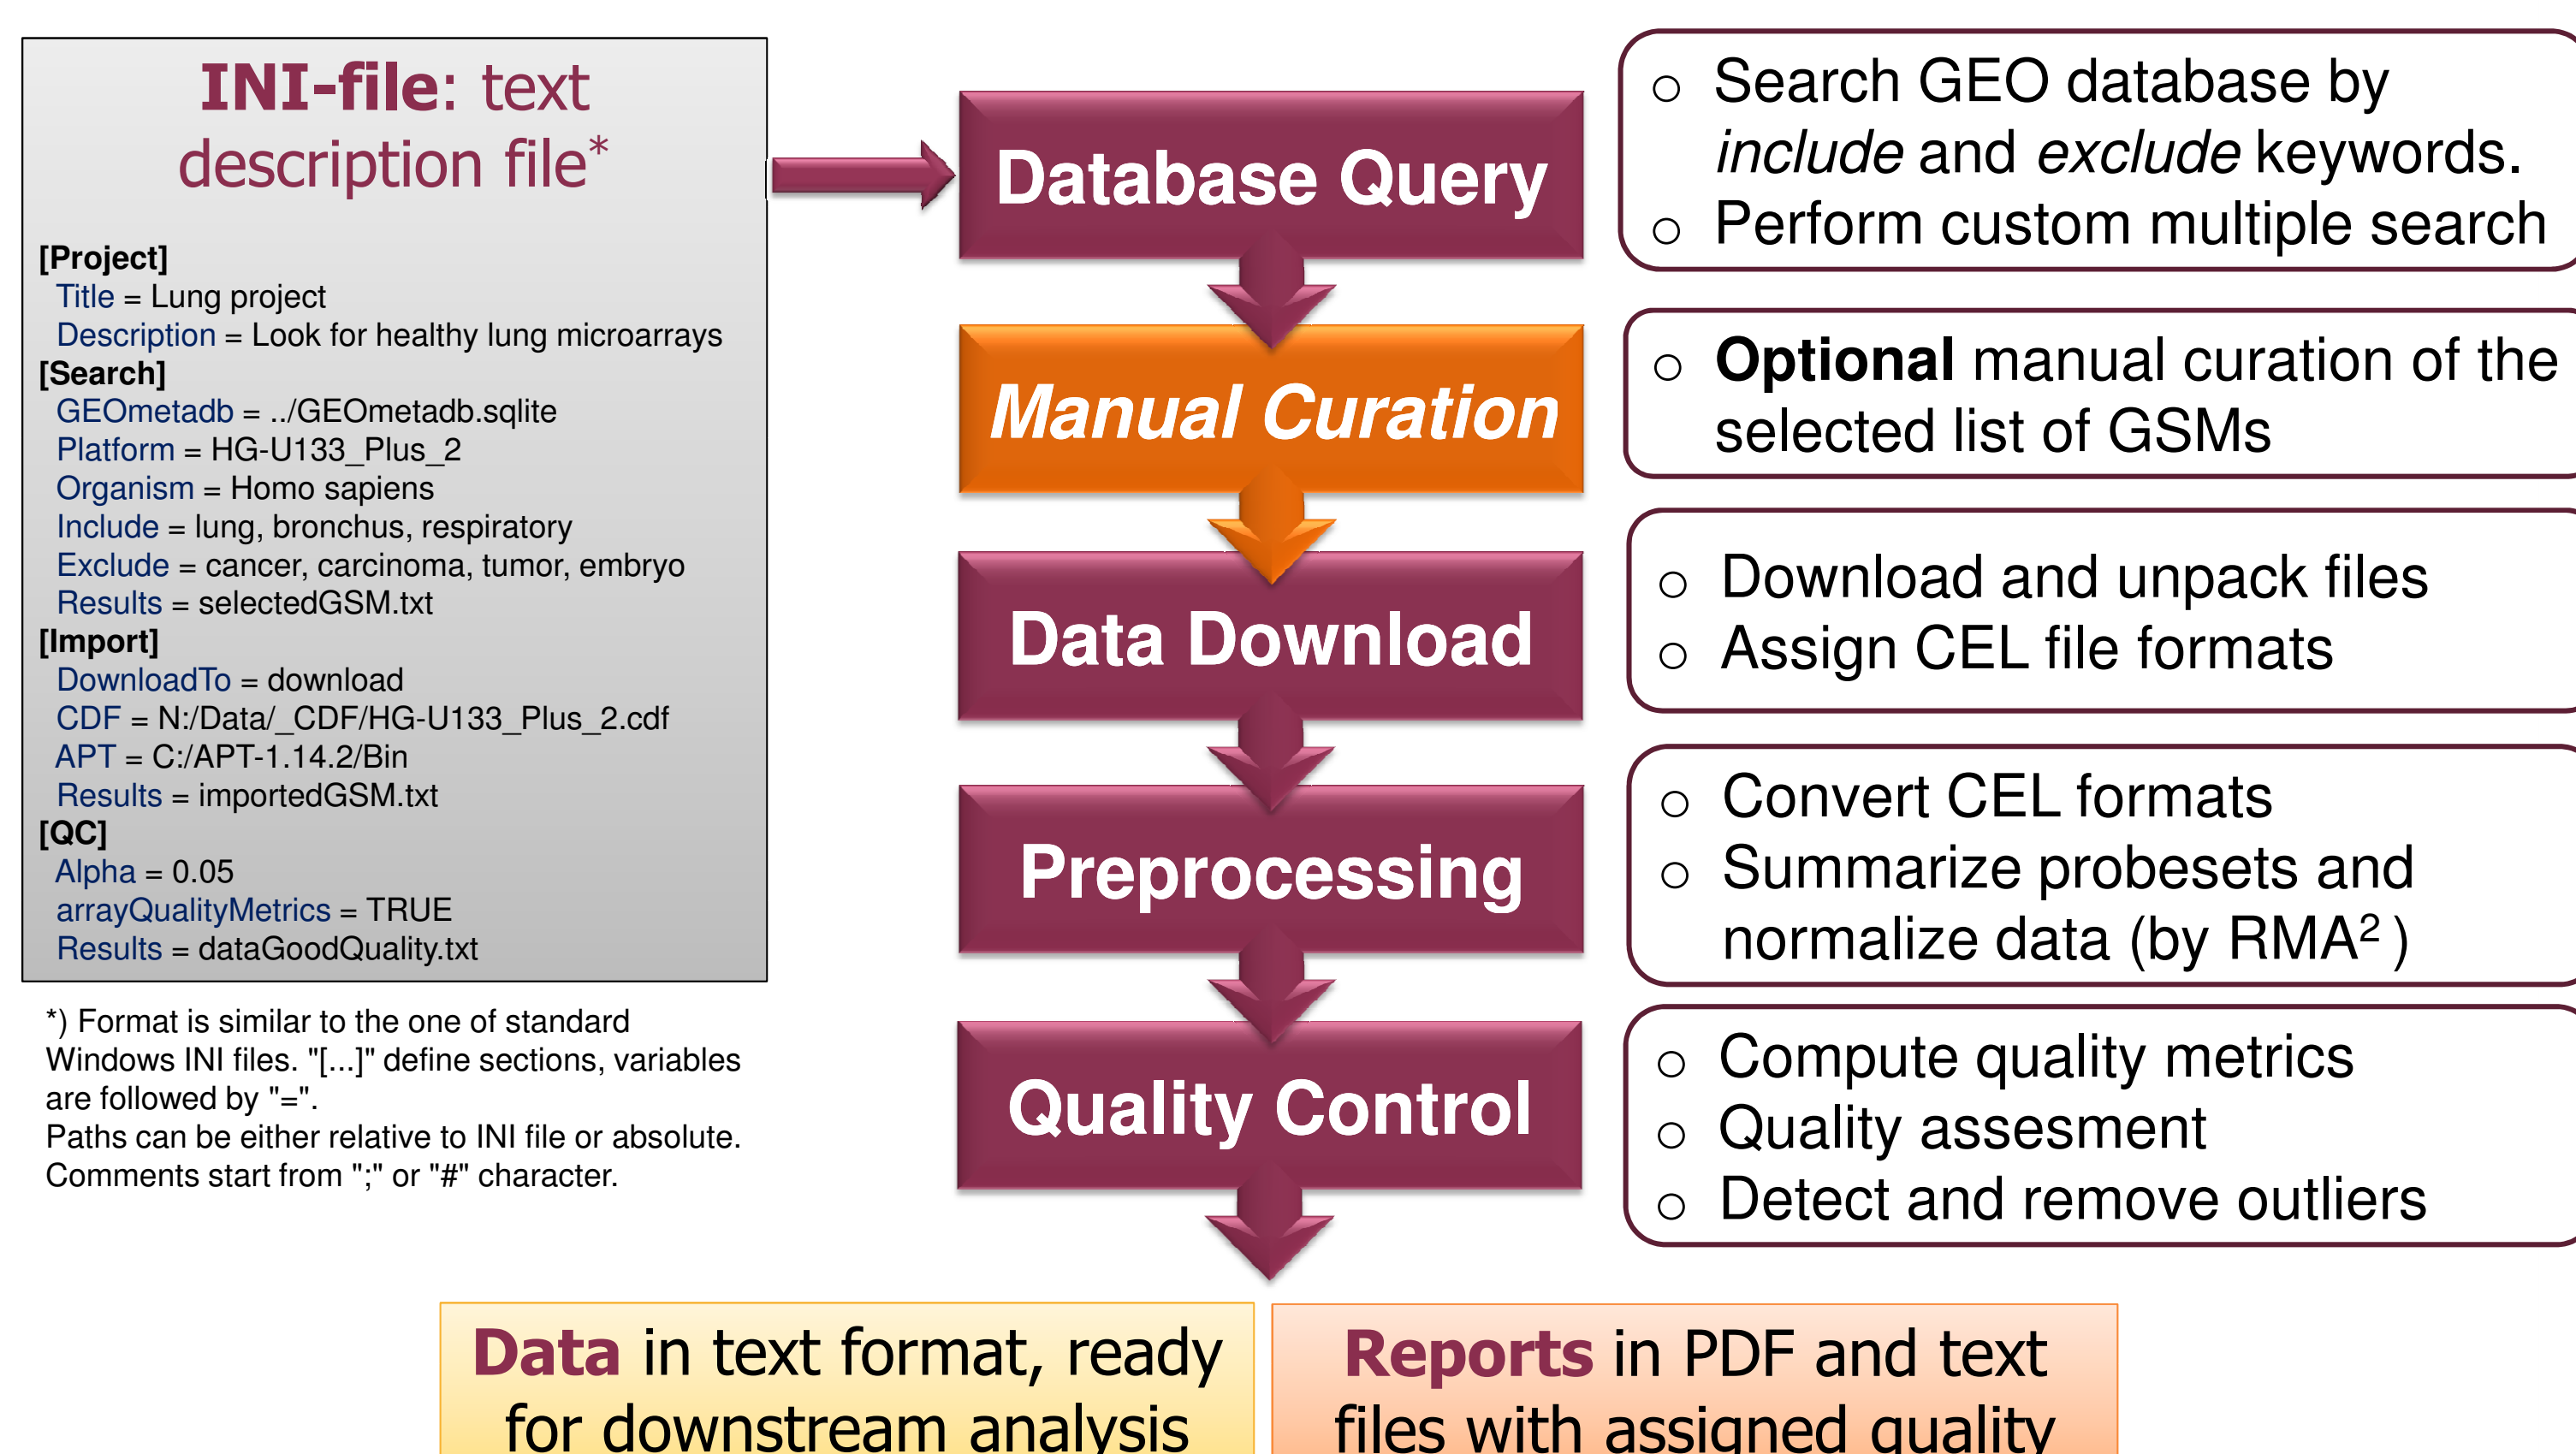 INI-file: text
description file*
[Project]
Title = Lung project
Description = Look for healthy lung microarrays
[Search]
GEOmetadb = ../GEOmetadb.sqlite
Platform = HG-U133_Plus_2
Organism = Homo sapiens
Include = lung, bronchus, respiratory
Exclude = cancer, carcinoma, tumor, embryo
Results = selectedGSM.txt
[Import]
DownloadTo = download
CDF = N:/Data/_CDF/HG-U133_Plus_2.cdf
APT = C:/APT-1.14.2/Bin
Results = importedGSM.txt
[QC]
Alpha = 0.05
arrayQualityMetrics = TRUE
Results = dataGoodQuality.txt
*) Format is similar to the one of standard
Windows INI files. "[...]" define sections, variables
are followed by "=".
Paths can be either relative to INI file or absolute.
Comments start from ";" or "#" character.
Database Query
○ Search GEO database by
include and exclude keywords.
○ Perform custom multiple search
Manual Curation
○ Optional manual curation of the
selected list of GSMs
Data Download
○ Download and unpack files
○ Assign CEL file formats
Preprocessing
○ Convert CEL formats
○ Summarize probesets and
normalize data (by RMA² )
Quality Control
○ Compute quality metrics
○ Quality assesment
○ Detect and remove outliers
Data in text format, ready
for downstream analysis
Reports in PDF and text
files with assigned quality